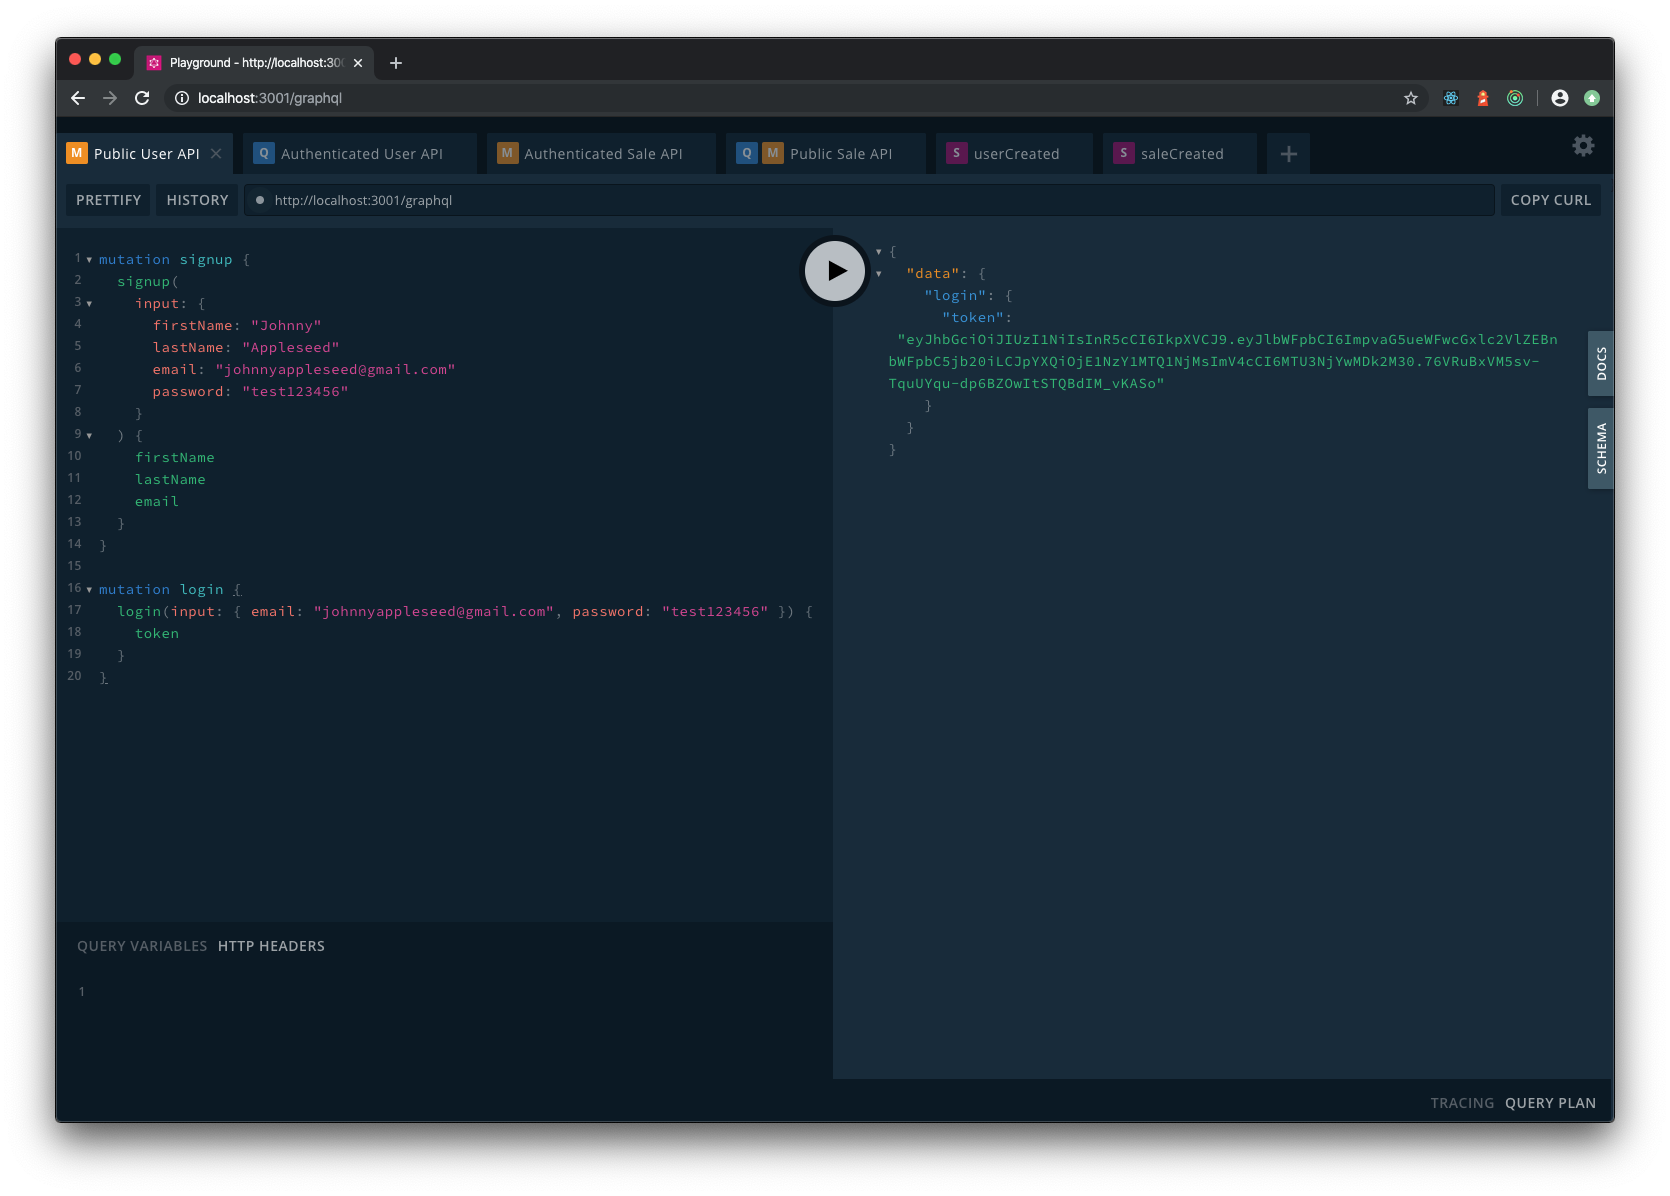 Playground - http://localhost:300
localhost:3001/graphql
M Public User API
Q Authenticated User API
M Authenticated Sale API
Q M Public Sale API
S userCreated
S saleCreated
PRETTIFY
HISTORY
http://localhost:3001/graphql
COPY CURL
1 mutation signup {
2 signup(
3 input: {
4 firstName: "Johnny"
5 lastName: "Appleseed"
6 email: "johnnyappleseed@gmail.com"
7 password: "test123456"
8 }
9 ) {
10 firstName
11 lastName
12 email
13 }
14 }
15
16 mutation login {
17 login(input: { email: "johnnyappleseed@gmail.com", password: "test123456" }) {
18 token
19 }
20 }
{
"data": {
"login": {
"token":
"eyJhbGciOiJIUzI1NiIsInR5cCI6IkpXVCJ9.eyJlbWFpbCI6ImpvaG5ueWFwcGxlc2VlZEBn
bWFpbC5jb20iLCJpYXQiOjE1NzY1MTQ1NjMsImV4cCI6MTU3NjYwMDk2M30.76VRuBxVM5sv-
TquUYqu-dp6BZOwItSTQBdIM_vKASo"
}
}
}
DOCS
SCHEMA
QUERY VARIABLES
HTTP HEADERS
1
TRACING
QUERY PLAN